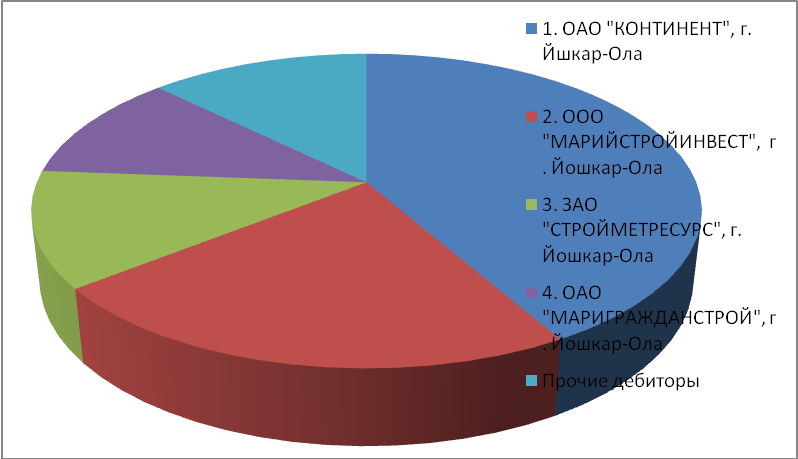 1. ОАО "КОНТИНЕНТ", г.
Йшкар-Ола
2. ООО
"МАРИЙСТРОЙИНВЕСТ", г
. Йошкар-Ола
3. ЗАО
"СТРОЙМЕТРЕСУРС", г.
Йошкар-Ола
4. ОАО
"МАРИГРАЖДАНСТРОЙ", г
. Йошкар-Ола
Прочие дебиторы